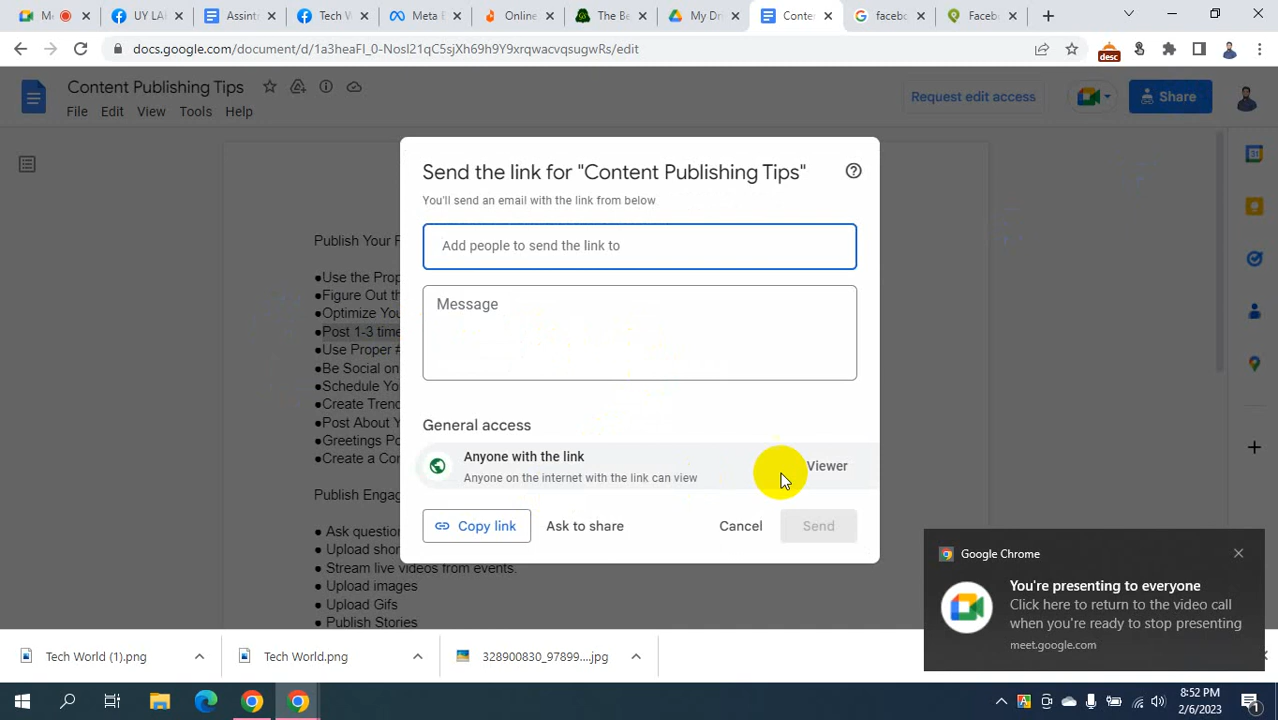 Me
UY LAI
Assint
Tech W
Meta E
Online
The Be
My Dr
Conte
facebo
Facebo
docs.google.com/document/d/1a3heaFI_0-NosI21qC5sjXh69h9Y9xrqwacvqsugwRs/edit
desc
Content Publishing Tips
File Edit View Tools Help
Request edit access
Share
Publish Your F
●Use the Prop
●Figure Out th
●Optimize You
●Post 1-3 time
●Use Proper #
●Be Social on
●Schedule Yo
●Create Trend
●Post About Y
●Greetings Po
●Create a Con
Publish Engag
● Ask question
● Upload shor
● Stream live videos from events.
● Upload images
● Upload Gifs
● Publish Stories
Send the link for "Content Publishing Tips"
You'll send an email with the link from below
Add people to send the link to
Message
General access
Anyone with the link
Anyone on the internet with the link can view
Viewer
Copy link
Ask to share
Cancel
Send
Google Chrome
You're presenting to everyone
Click here to return to the video call
when you're ready to stop presenting
meet.google.com
Tech World (1).png
Tech World.png
328900830_97899....jpg
8:52 PM
2/6/2023
1